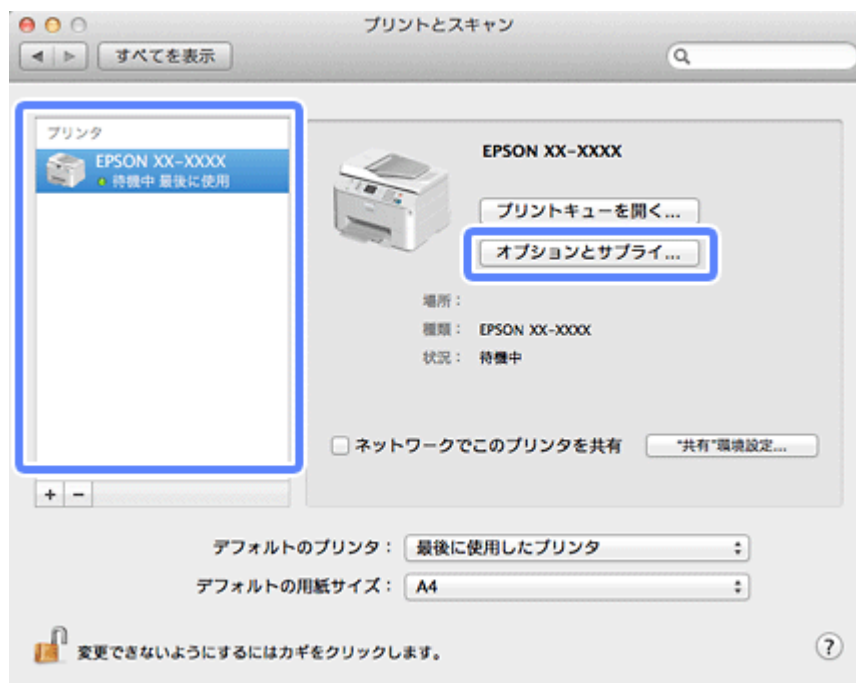 プリントとスキャン
すべてを表示
プリンタ
EPSON XX-XXXX
待機中 最後に使用
EPSON XX-XXXX
プリントキューを開く...
オプションとサプライ...
場所：
種類： EPSON XX-XXXX
状況： 待機中
ネットワークでこのプリンタを共有 "共有"環境設定...
+ −
デフォルトのプリンタ： 最後に使用したプリンタ
デフォルトの用紙サイズ： A4
変更できないようにするにはカギをクリックします。 ?